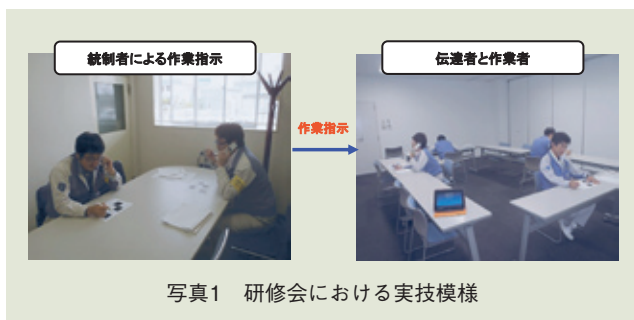 統制者による作業指示
伝達者と作業者
作業指示
写真1 研修会における実技模様